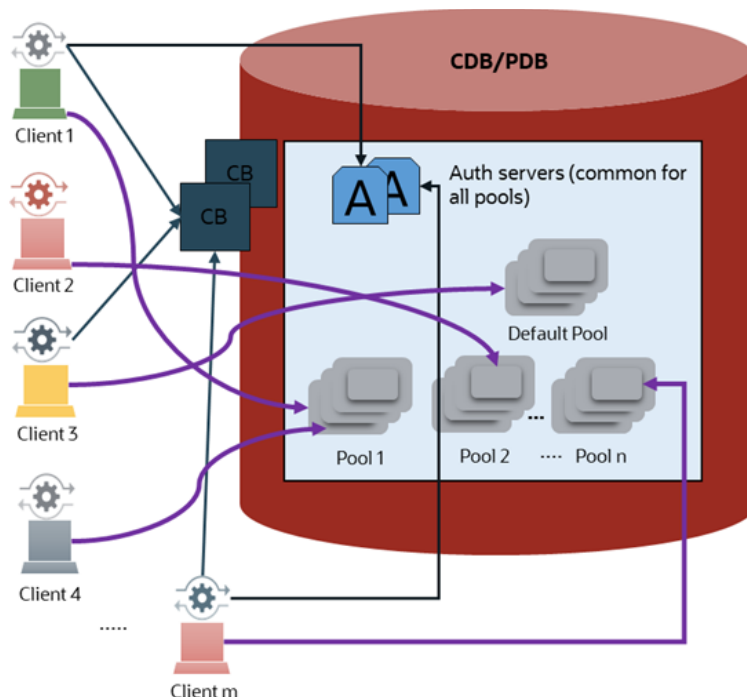 CDB/PDB
Client 1
CB
CB
A
A
Auth servers (common for
all pools)
Client 2
Default Pool
Client 3
...
Pool 1
Pool 2
....
Pool n
Client 4
.....
Client m